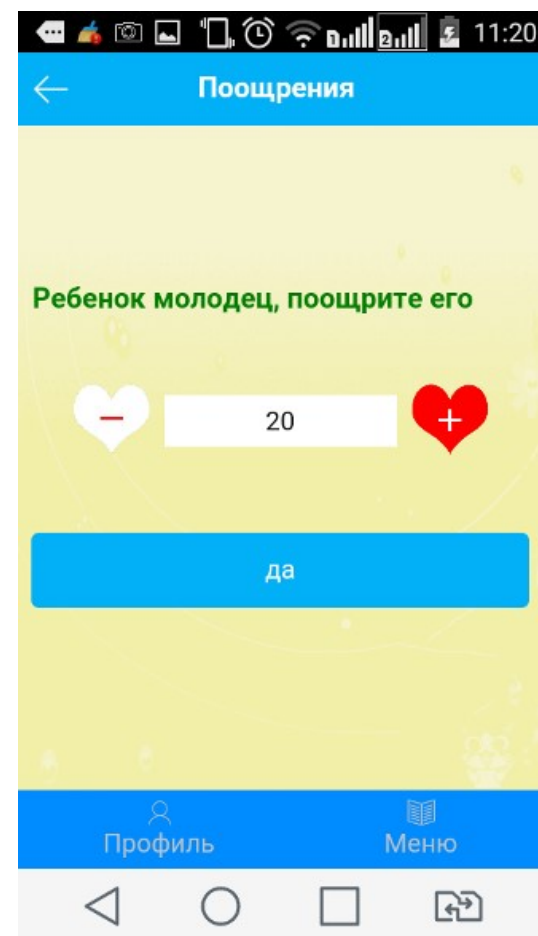 11:20
Поощрения
Ребенок молодец, поощрите его
− 20 +
да
Профиль Меню